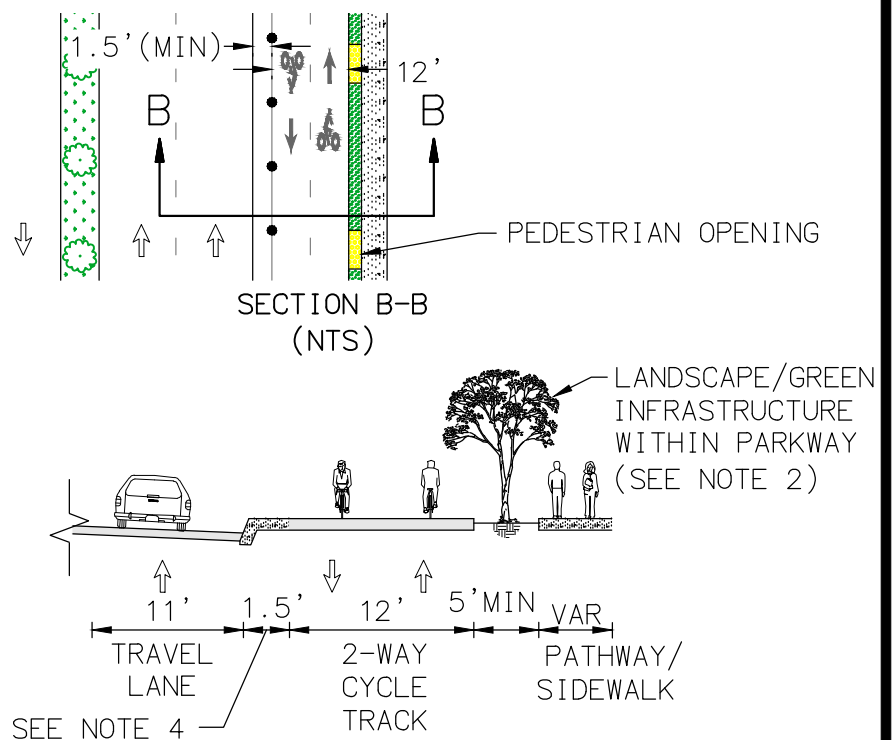 1.5'(MIN)
12'
B
B
PEDESTRIAN OPENING
SECTION B-B
(NTS)
LANDSCAPE/GREEN
INFRASTRUCTURE
WITHIN PARKWAY
(SEE NOTE 2)
11'
1.5'
12'
5'MIN
VAR
TRAVEL
LANE
2-WAY
CYCLE
TRACK
PATHWAY/
SIDEWALK
SEE NOTE 4